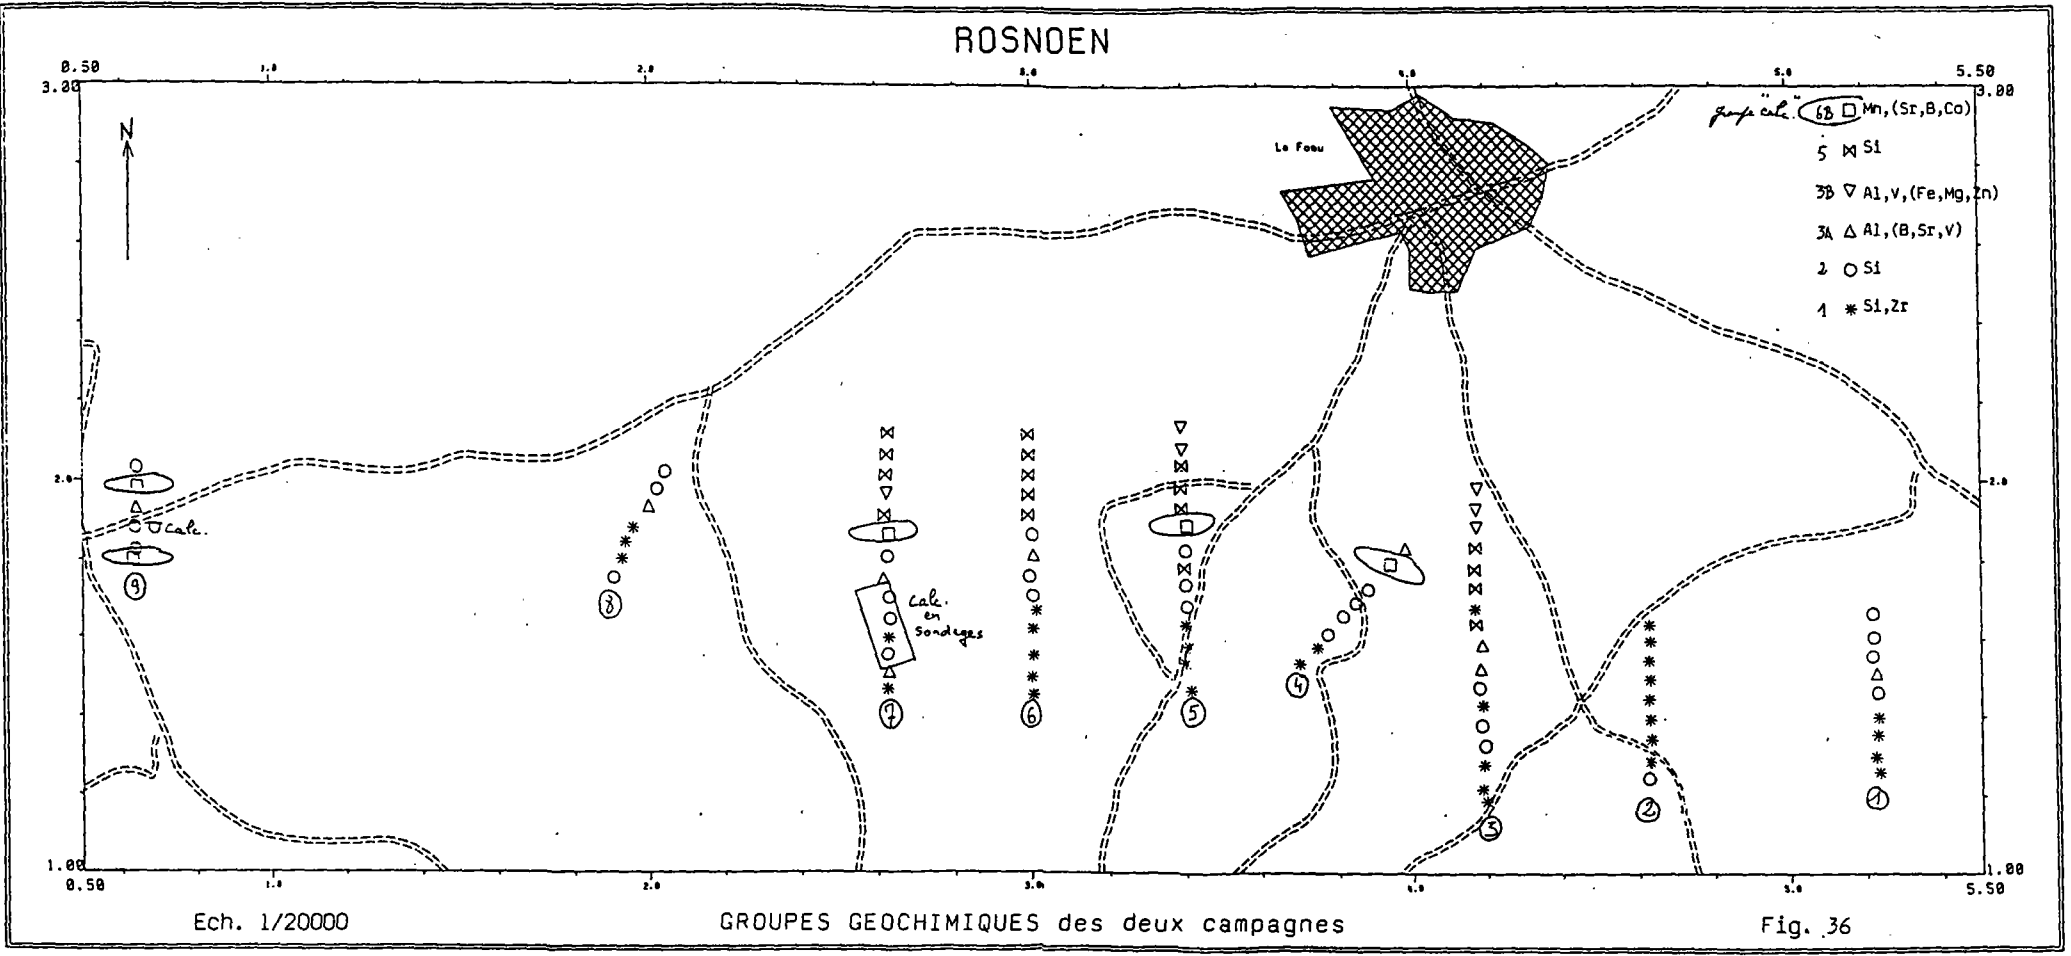 ROSNOEN
0.50 1.0 2.0 3.0 4.0 5.0 5.50
3.00 3.00
N
Le Faou
groupe "calc." 6B □ Mn,(Sr,B,Co)
5 ⋈ Si
3B ▽ Al,V,(Fe,Mg,Zn)
3A △ Al,(B,Sr,V)
2 ○ Si
1 * Si,Zr
2.0 2.0
calc.
9
8
calc.
en
sondages
7
6
5
4
3
2
1
1.00 1.00
0.50 1.0 2.0 3.0 4.0 5.0 5.50
Ech. 1/20000 GROUPES GEOCHIMIQUES des deux campagnes Fig. 36